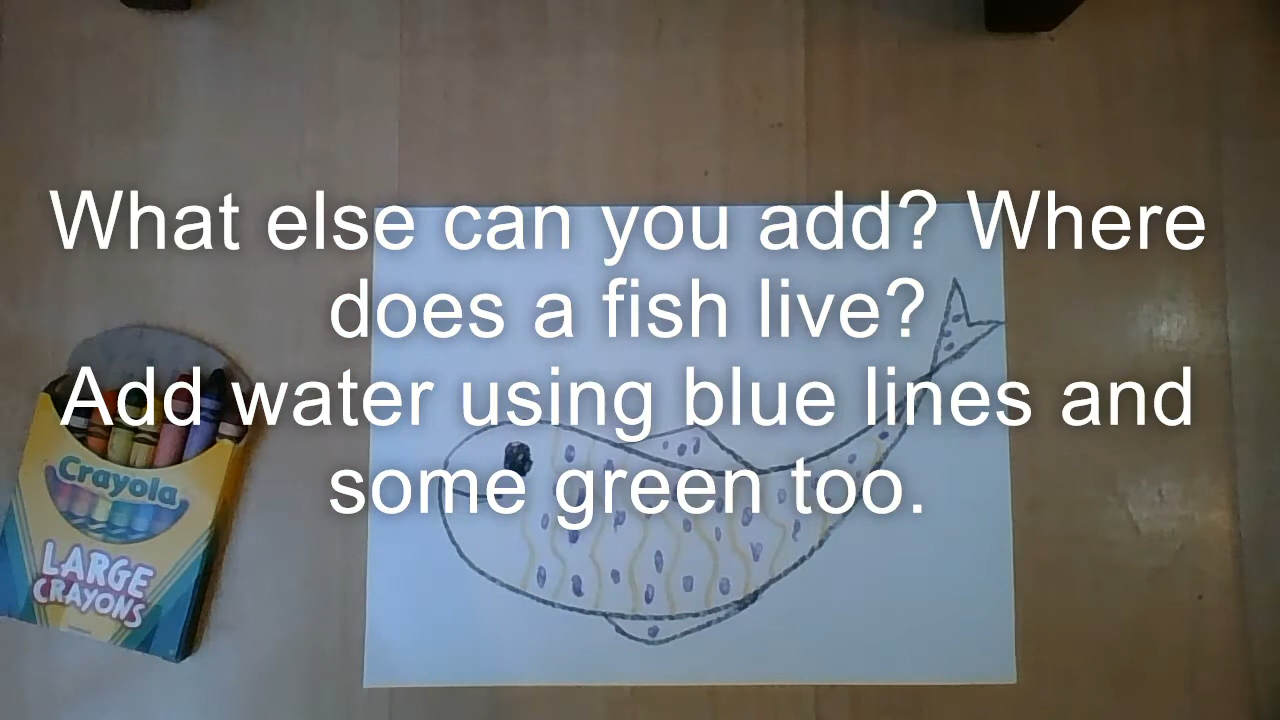 What else can you add? Where
does a fish live?
Add water using blue lines and
some green too.
Crayola
LARGE
CRAYONS